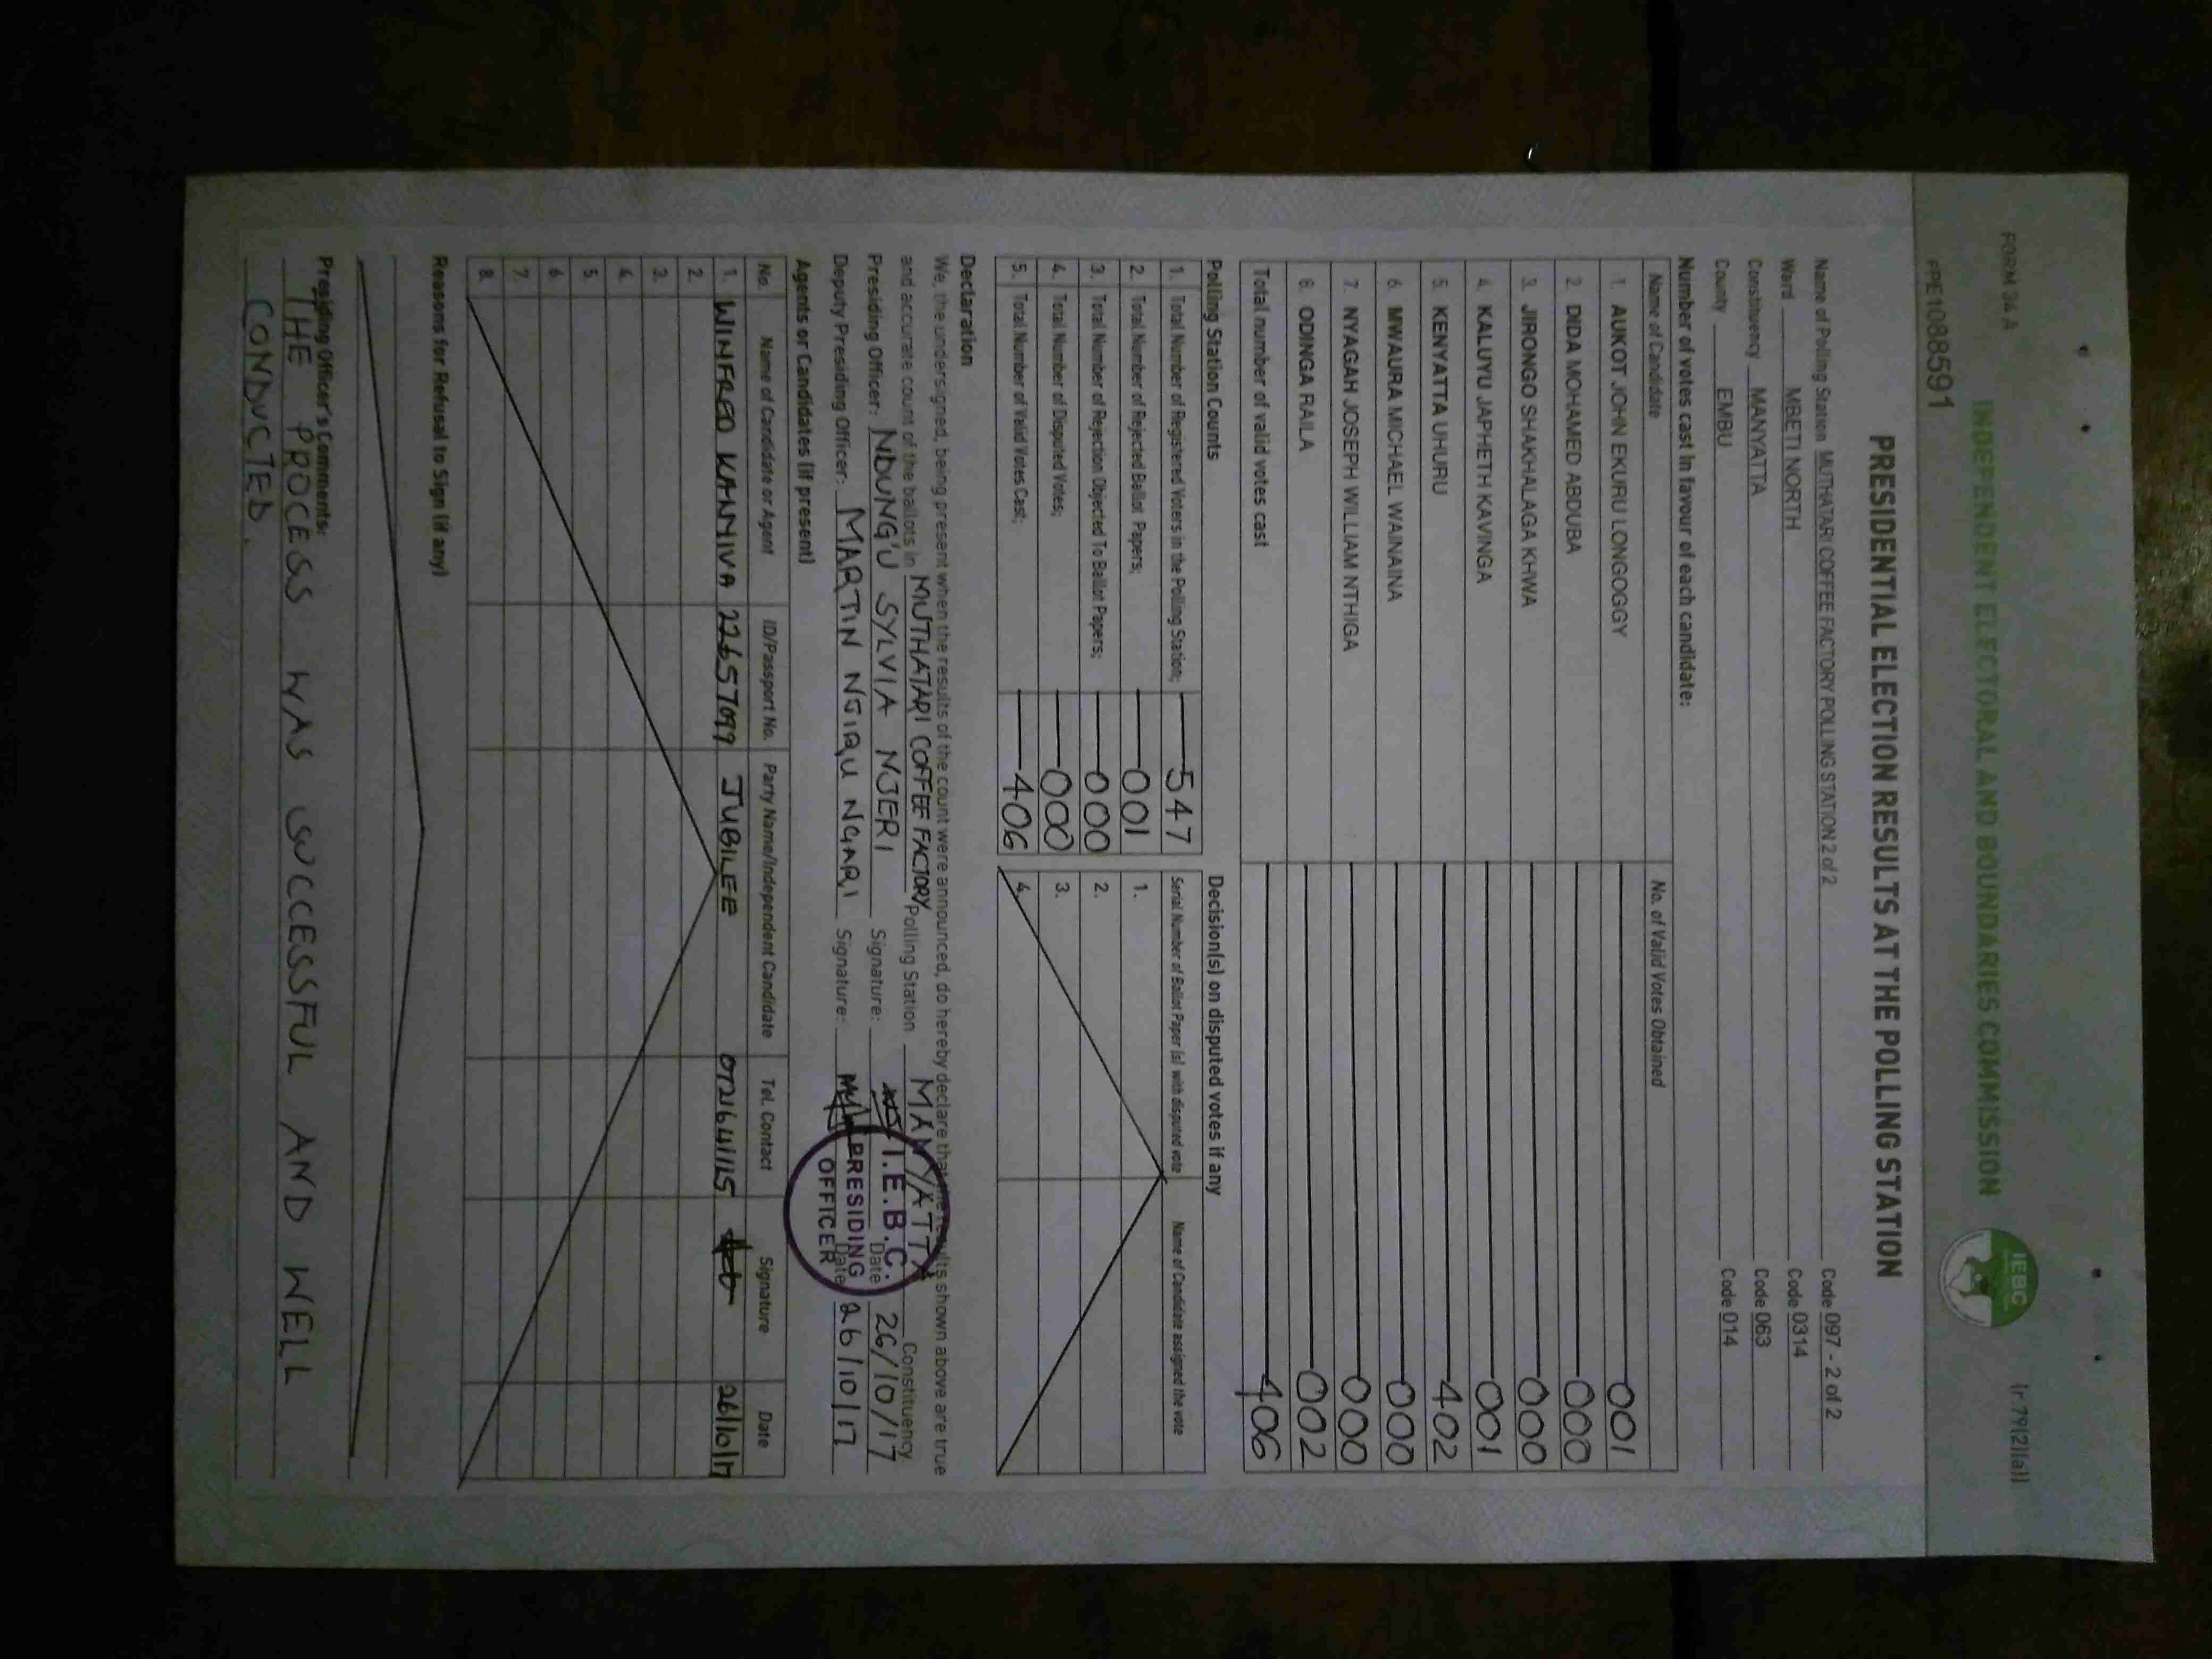 FORM 34 A
(r 79(2)(a))
INDEPENDENT ELECTORAL AND BOUNDARIES COMMISSION
IEBC
PRESIDENTIAL ELECTION RESULTS AT THE POLLING STATION
Name of Polling Station MUTHATARI COFFEE FACTORY POLLING STATION 2 of 2 Code 097 - 2 of 2
Ward MBETI NORTH Code 0314
Constituency MANYATTA Code 063
County EMBU Code 014
Number of votes cast in favour of each candidate:
Name of Candidate No. of Valid Votes Obtained
1. AUKOT JOHN EKURU LONGOGGY 001
2. DIDA MOHAMED ABDUBA 000
3. JIRONGO SHAKHALAGA KHWA 000
4. KALUYU JAPHETH KAVINGA 001
5. KENYATTA UHURU 402
6. MWAURA MICHAEL WAINAINA 000
7. NYAGAH JOSEPH WILLIAM NTHIGA 000
8. ODINGA RAILA 002
Total number of valid votes cast 406
Polling Station Counts
1. Total Number of Registered Voters in the Polling Station; 547
2. Total Number of Rejected Ballot Papers; 001
3. Total Number of Rejection Objected To Ballot Papers; 000
4. Total Number of Disputed Votes; 000
5. Total Number of Valid Votes Cast; 406
Decision(s) on disputed votes if any
Serial Number of Ballot Paper (s) with disputed vote Name of Candidate assigned the vote
1.
2.
3.
4.
Declaration
We, the undersigned, being present when the results of the count were announced, do hereby declare that the results shown above are true
and accurate count of the ballots in MUTHATARI COFFEE FACTORY Polling Station MANYATTA Constituency
Presiding Officer: NDUNG'U SYLVIA NJERI Signature: Date 26/10/17
Deputy Presiding Officer: MARTIN NGIRU NGARI Signature: Date 26/10/17
I.E.B.C.
PRESIDING
OFFICER
Agents or Candidates (if present)
No. Name of Candidate or Agent ID/Passport No. Party Name/Independent Candidate Tel. Contact Signature Date
1. WINFRED 22657099 JUBILEE 26/10/17
2.
3.
4.
5.
6.
7.
8.
Reasons for Refusal to Sign (if any)
Presiding Officer's Comments:
THE PROCESS WAS SUCCESSFUL AND WELL
CONDUCTED.